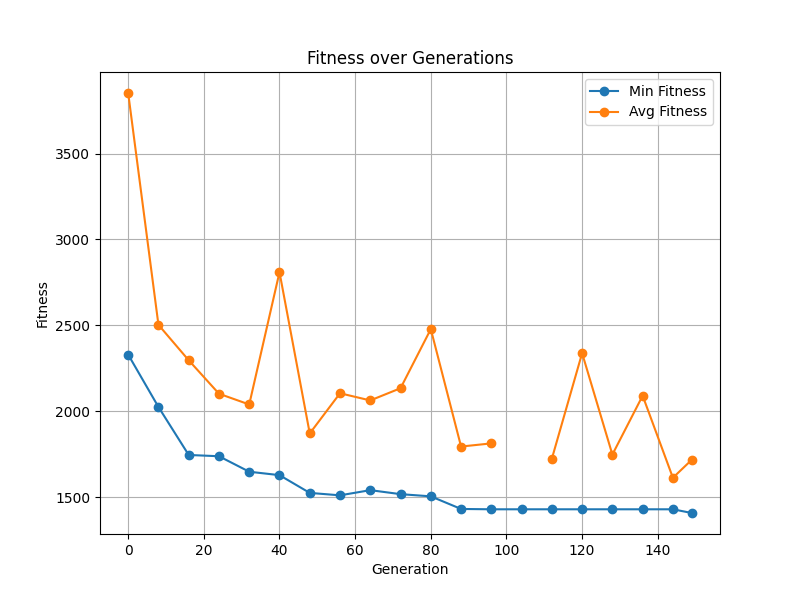 Fitness over Generations
Min Fitness
Avg Fitness
3500
3000
2500
2000
1500
Fitness
0 20 40 60 80 100 120 140
Generation